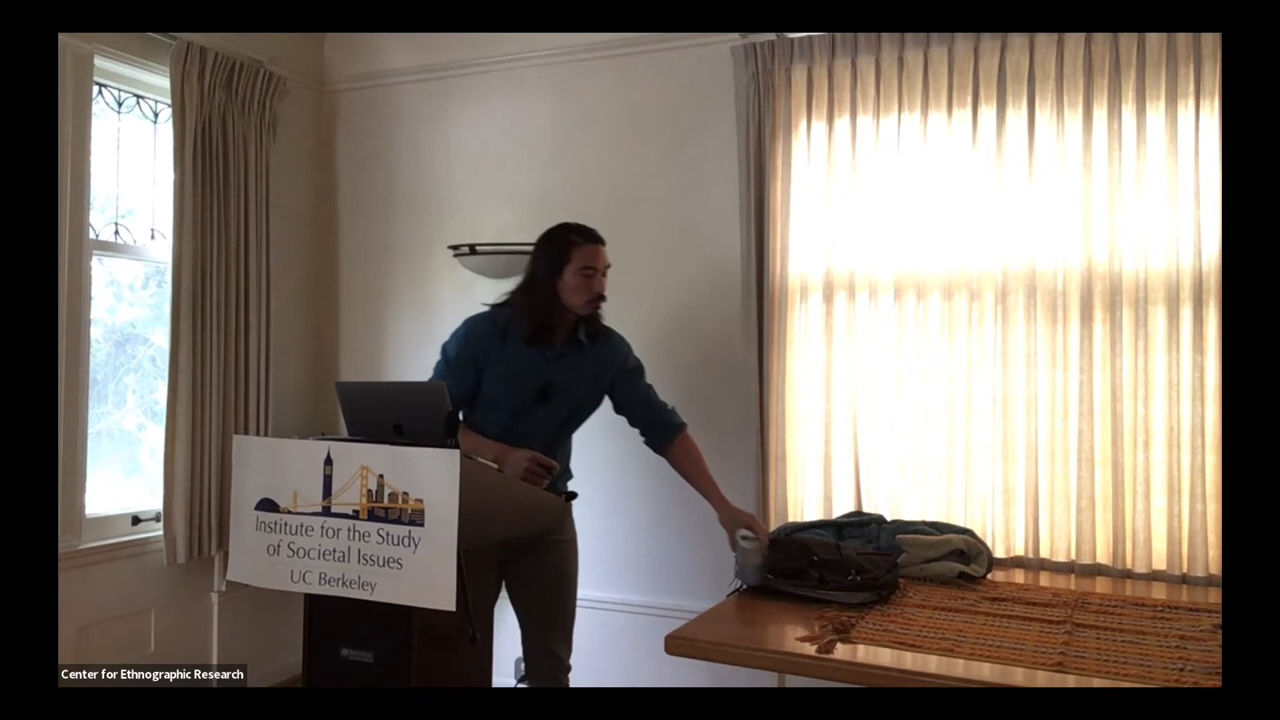 Institute for the Study
of Societal Issues
UC Berkeley
Center for Ethnographic Research